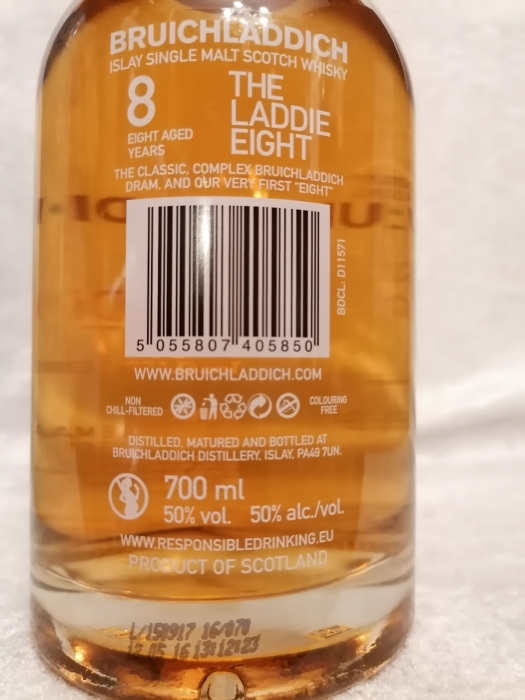 BRUICHLADDICH
ISLAY SINGLE MALT SCOTCH WHISKY
8
EIGHT AGED
YEARS
THE
LADDIE
EIGHT
THE CLASSIC, COMPLEX BRUICHLADDICH
DRAM, AND OUR VERY FIRST "EIGHT"
5 055807 405850
BDCL: D11571
WWW.BRUICHLADDICH.COM
NON
CHILL-FILTERED
COLOURING
FREE
DISTILLED, MATURED AND BOTTLED AT
BRUICHLADDICH DISTILLERY, ISLAY, PA49 7UN.
700 ml
50% vol. 50% alc./vol.
WWW.RESPONSIBLEDRINKING.EU
PRODUCT OF SCOTLAND
L/150917 16/070